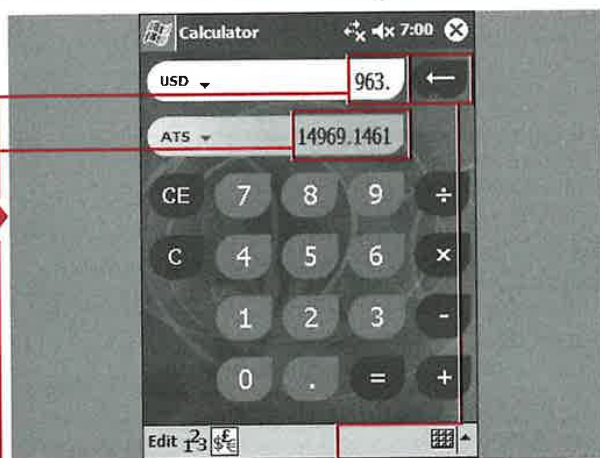 Calculator 7:00
USD 963. ←
ATS 14969.1461
CE 7 8 9 ÷
C 4 5 6 ×
1 2 3 -
0 . = +
Edit 123 $£€